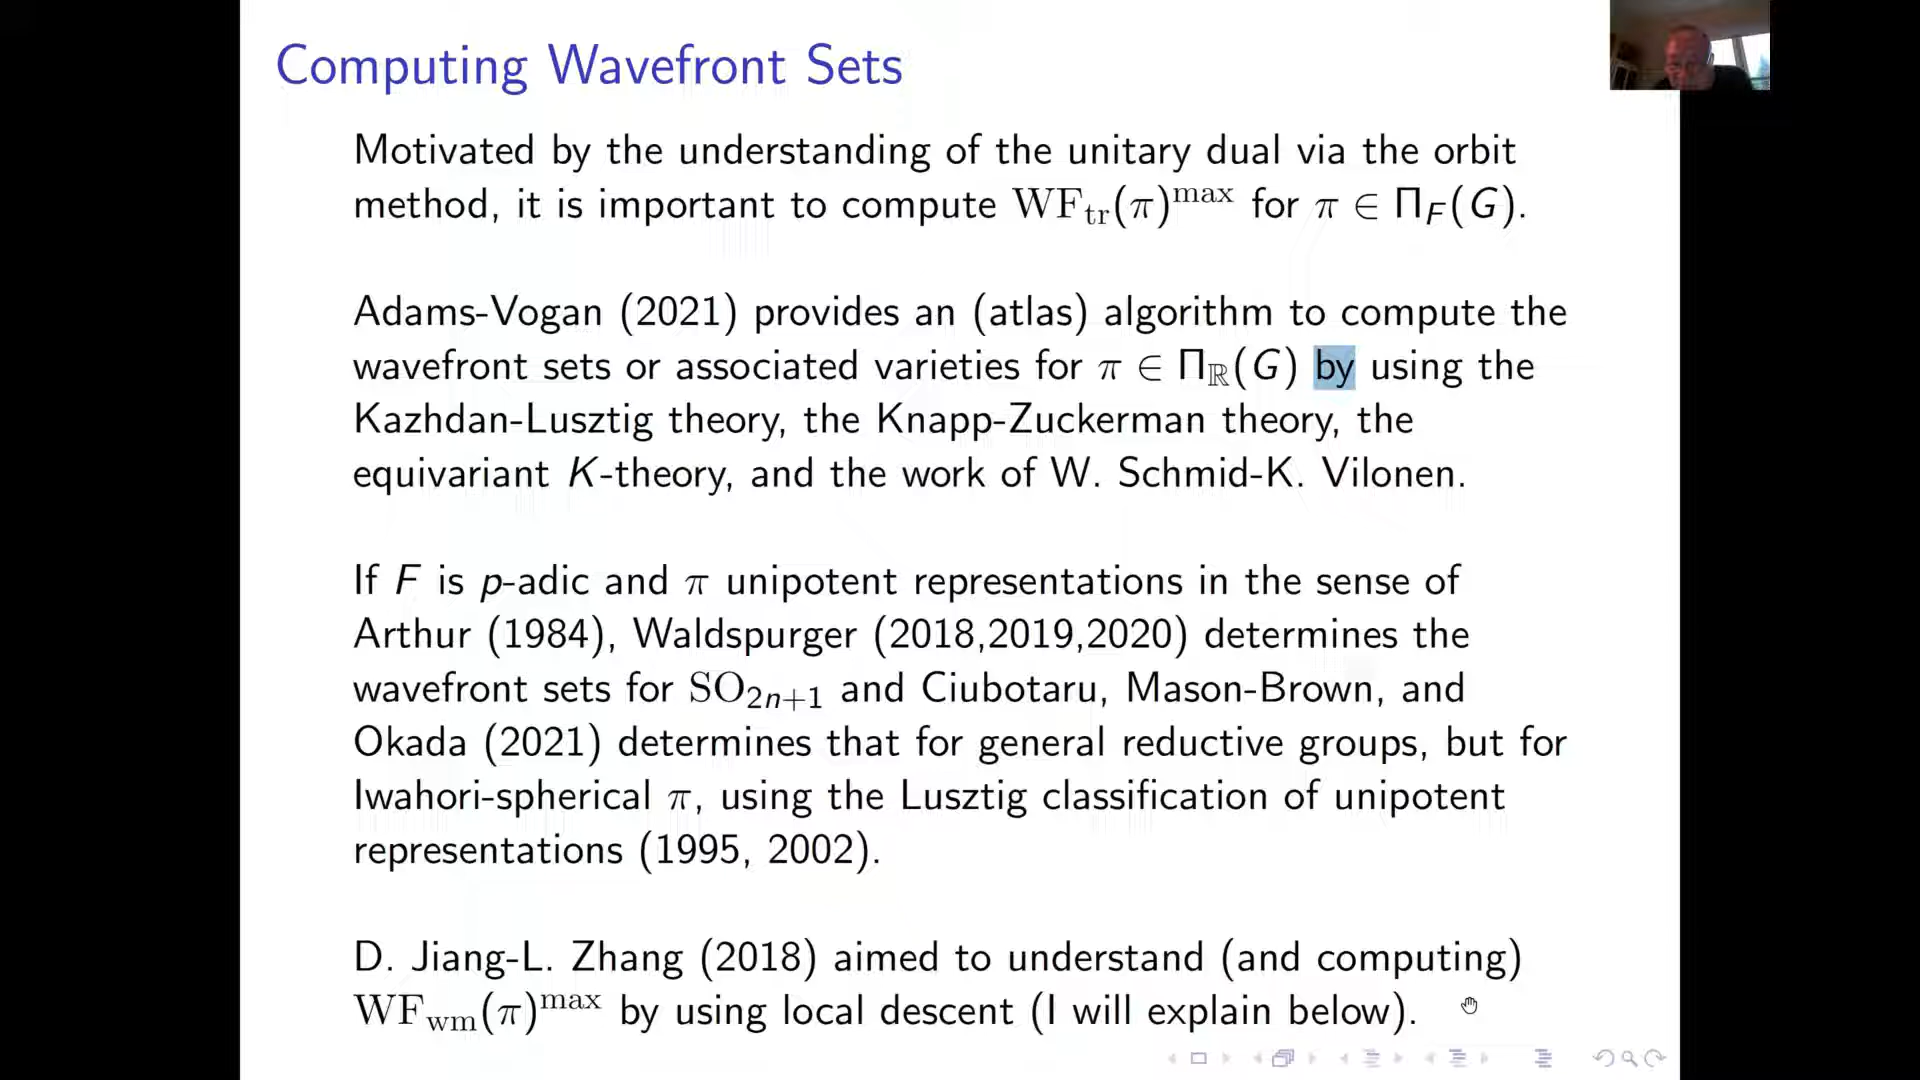 Computing Wavefront Sets
Motivated by the understanding of the unitary dual via the orbit
method, it is important to compute WF_tr(π)^max for π ∈ Π_F(G).
Adams-Vogan (2021) provides an (atlas) algorithm to compute the
wavefront sets or associated varieties for π ∈ Π_ℝ(G) by using the
Kazhdan-Lusztig theory, the Knapp-Zuckerman theory, the
equivariant K-theory, and the work of W. Schmid-K. Vilonen.
If F is p-adic and π unipotent representations in the sense of
Arthur (1984), Waldspurger (2018,2019,2020) determines the
wavefront sets for SO_{2n+1} and Ciubotaru, Mason-Brown, and
Okada (2021) determines that for general reductive groups, but for
Iwahori-spherical π, using the Lusztig classification of unipotent
representations (1995, 2002).
D. Jiang-L. Zhang (2018) aimed to understand (and computing)
WF_wm(π)^max by using local descent (I will explain below).